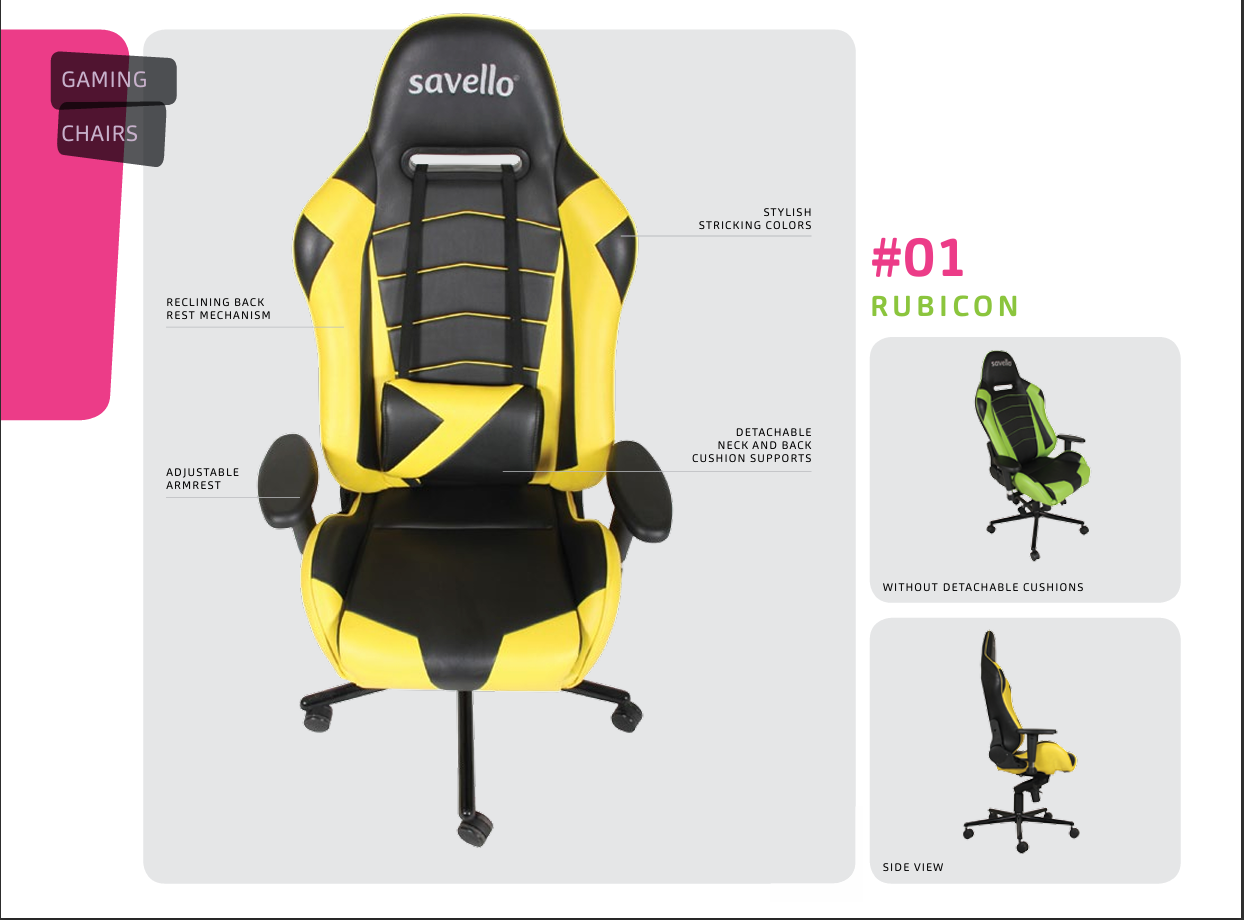 GAMING
CHAIRS
savello
STYLISH
STRICKING COLORS
RECLINING BACK
REST MECHANISM
DETACHABLE
NECK AND BACK
CUSHION SUPPORTS
ADJUSTABLE
ARMREST
#01
RUBICON
savello
WITHOUT DETACHABLE CUSHIONS
SIDE VIEW